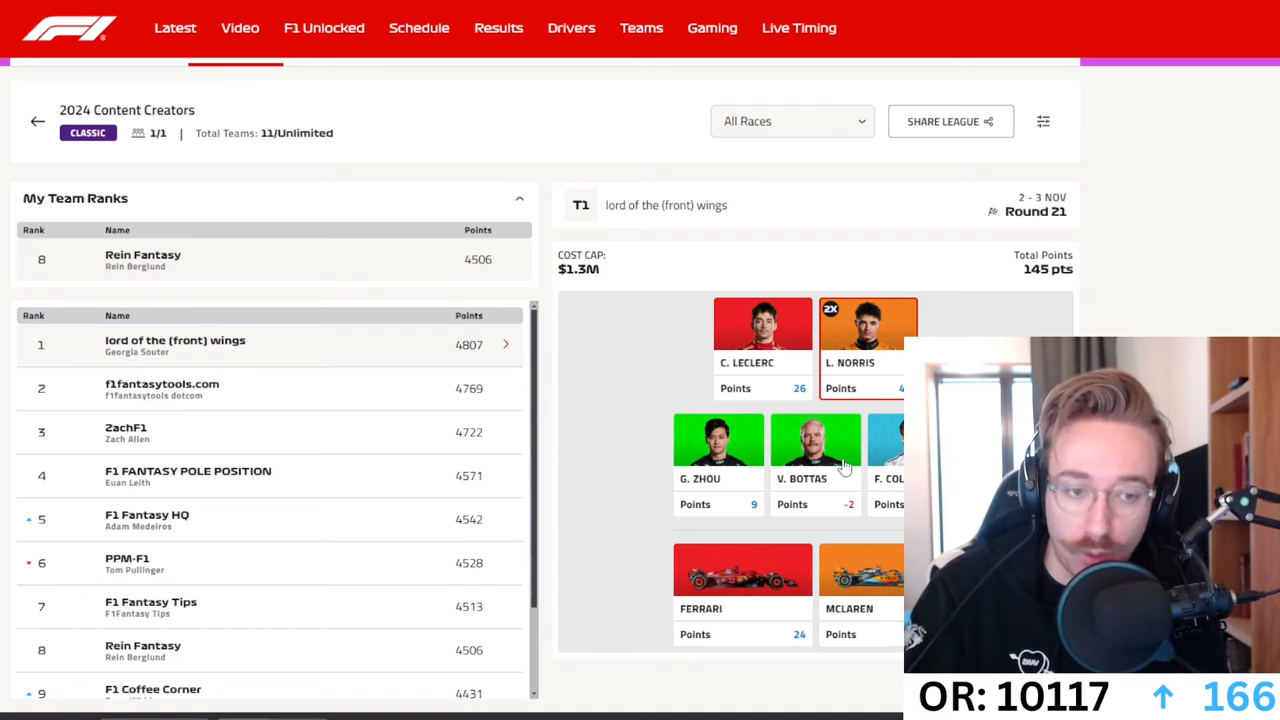 F1
Latest Video F1 Unlocked Schedule Results Drivers Teams Gaming Live Timing
2024 Content Creators
CLASSIC 1/1 | Total Teams: 11/Unlimited
All Races
SHARE LEAGUE
My Team Ranks
Rank Name Points
8 Rein Fantasy 4506
Rein Berglund
Rank Name Points
1 lord of the (front) wings 4807
Georgia Souter
2 f1fantasytools.com 4769
f1fantasytools dotcom
3 ZachF1 4722
Zach Allen
4 F1 FANTASY POLE POSITION 4571
Euan Leith
5 F1 Fantasy HQ 4542
Adam Medeiros
6 PPM-F1 4528
Tom Pullinger
7 F1 Fantasy Tips 4513
F1Fantasy Tips
8 Rein Fantasy 4506
Rein Berglund
9 F1 Coffee Corner 4431
T1 lord of the (front) wings
2 - 3 NOV
Round 21
COST CAP:
$1.3M
Total Points
145 pts
2X
C. LECLERC
Points 26
L. NORRIS
Points 4
G. ZHOU
Points 9
V. BOTTAS
Points -2
F. COL
Points
FERRARI
Points 24
MCLAREN
Points
OR: 10117 ↑ 166